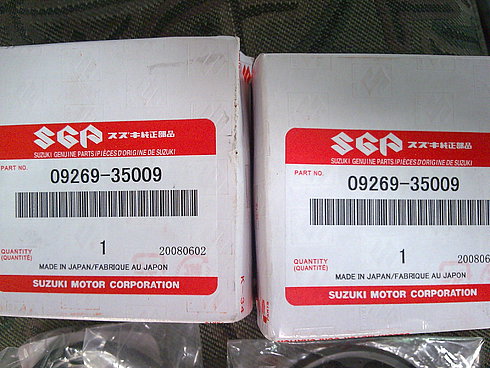 SGP スズキ純正部品
SUZUKI GENUINE PARTS/PIÈCES D'ORIGINE DE SUZUKI
PART NO.
09269-35009
QUANTITY
(QUANTITÉ)
1
20080602
MADE IN JAPAN/FABRIQUE AU JAPON
SUZUKI MOTOR CORPORATION
SGP スズキ純正部品
SUZUKI GENUINE PARTS/PIÈCES D'ORIGINE DE SUZUKI
PART NO.
09269-35009
QUANTITY
(QUANTITÉ)
1
20080
MADE IN JAPAN/FABRIQUE AU JAPON
SUZUKI MOTOR CORPORATION